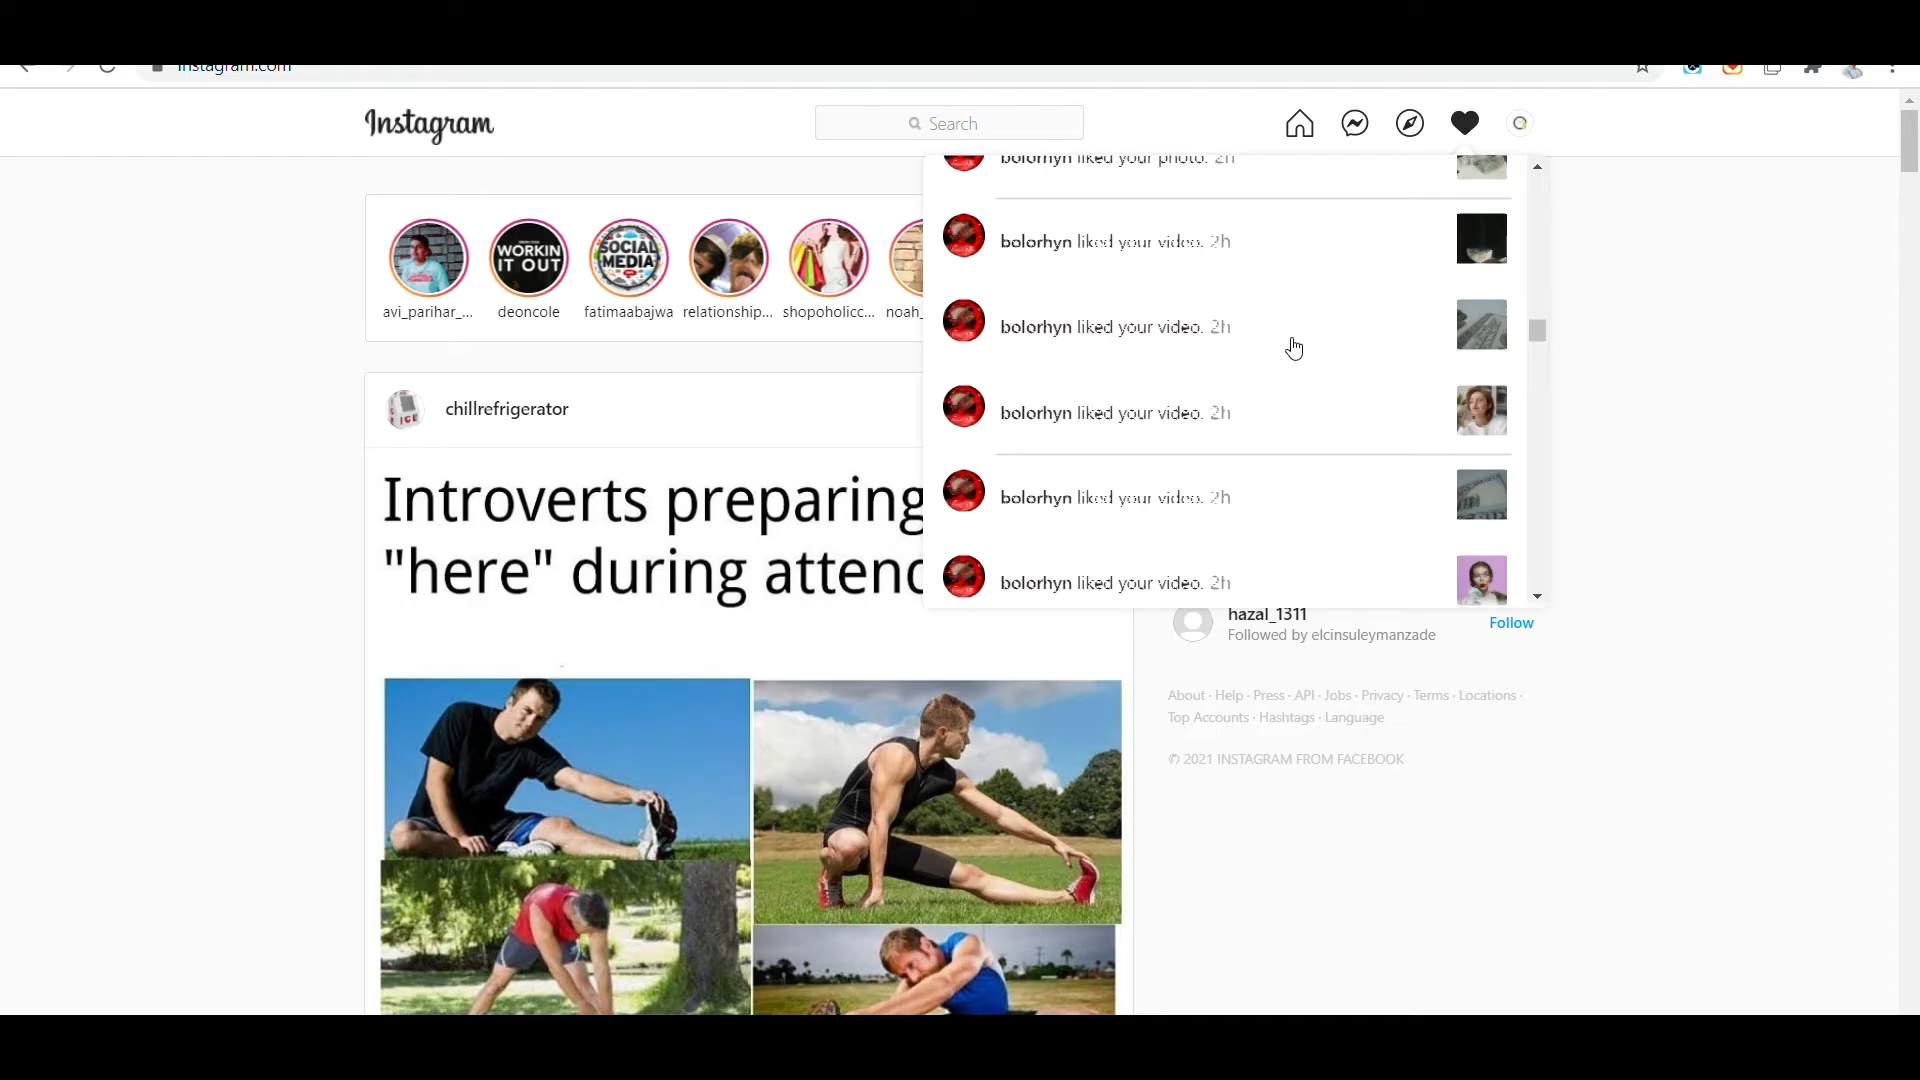 instagram.com
Instagram
Search
WORKIN
IT OUT
SOCIAL
MEDIA
avi_parihar_...
deoncole
fatimaabajwa
relationship...
shopoholicc...
noah_
bolorhyn liked your photo. 2h
bolorhyn liked your video. 2h
bolorhyn liked your video. 2h
bolorhyn liked your video. 2h
bolorhyn liked your video. 2h
bolorhyn liked your video. 2h
ICE
chillrefrigerator
Introverts preparing
"here" during attend
hazal_1311
Followed by elcinsuleymanzade
Follow
About · Help · Press · API · Jobs · Privacy · Terms · Locations ·
Top Accounts · Hashtags · Language
© 2021 INSTAGRAM FROM FACEBOOK